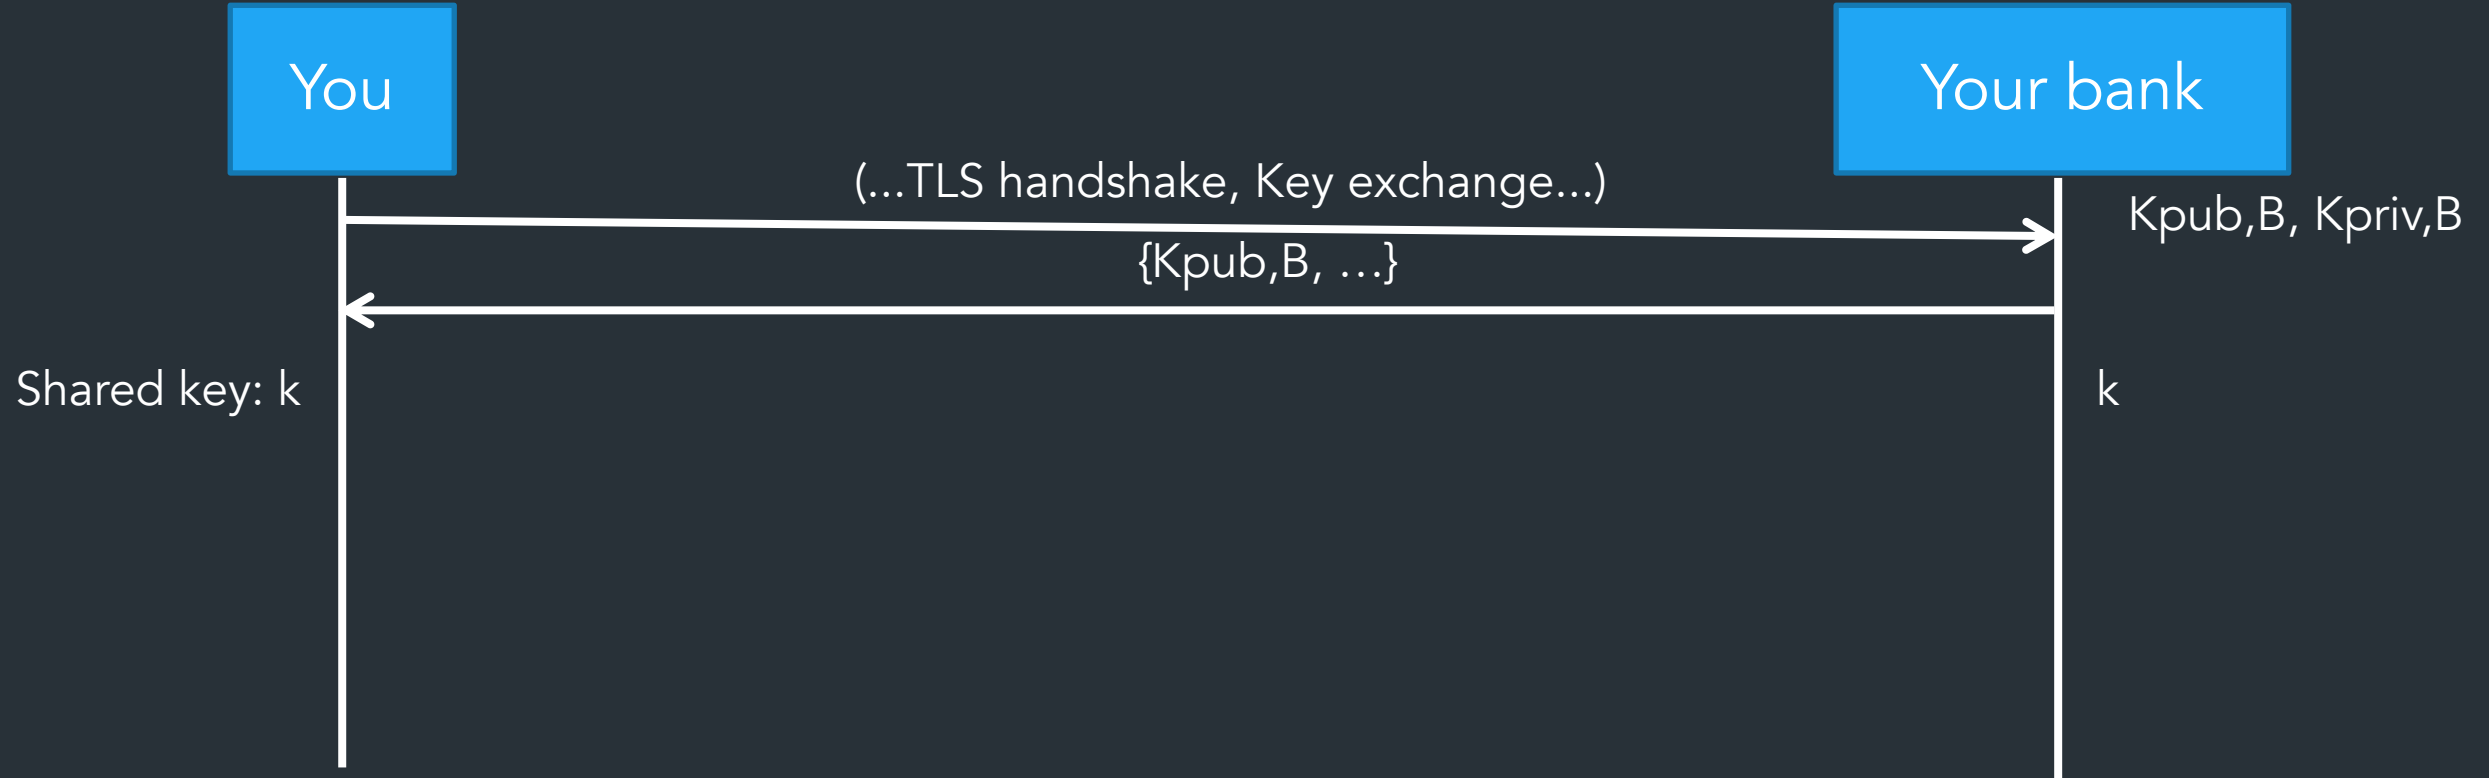 You
Your bank
(...TLS handshake, Key exchange...)
Kpub,B, Kpriv,B
{Kpub,B, ...}
Shared key: k
k